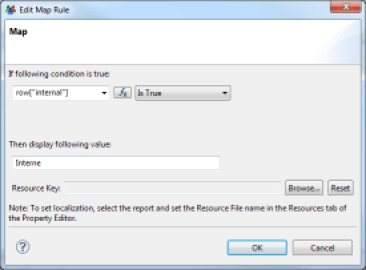 Edit Map Rule
Map
If following condition is true:
row["internal"]
fx
Is True
Then display following value:
Interne
Resource Key:
Browse...
Reset
Note: To set localization, select the report and set the Resource File name in the Resources tab of
the Property Editor.
?
OK
Cancel